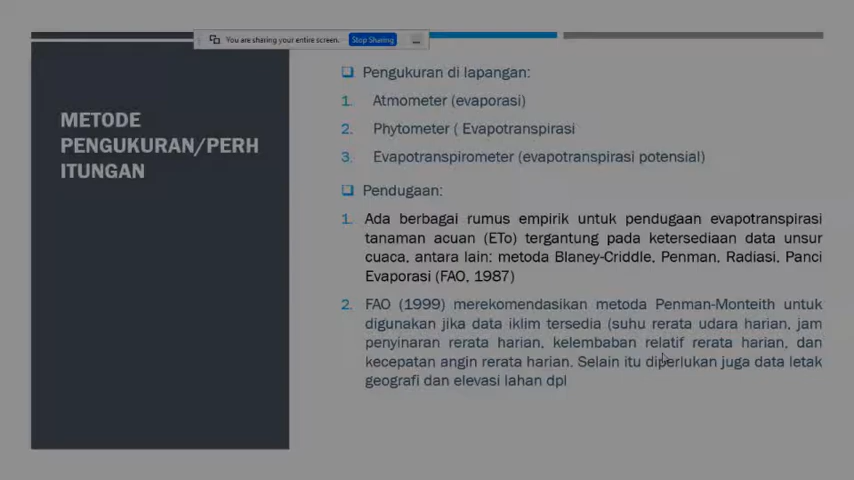 You are sharing your entire screen.
Stop Sharing
METODE
PENGUKURAN/PERH
ITUNGAN
Pengukuran di lapangan:
1. Atmometer (evaporasi)
2. Phytometer ( Evapotranspirasi
3. Evapotranspirometer (evapotranspirasi potensial)
Pendugaan:
1. Ada berbagai rumus empirik untuk pendugaan evapotranspirasi
tanaman acuan (ETo) tergantung pada ketersediaan data unsur
cuaca, antara lain: metoda Blaney-Criddle, Penman, Radiasi, Panci
Evaporasi (FAO, 1987)
2. FAO (1999) merekomendasikan metoda Penman-Monteith untuk
digunakan jika data iklim tersedia (suhu rerata udara harian, jam
penyinaran rerata harian, kelembaban relatif rerata harian, dan
kecepatan angin rerata harian. Selain itu diperlukan juga data letak
geografi dan elevasi lahan dpl